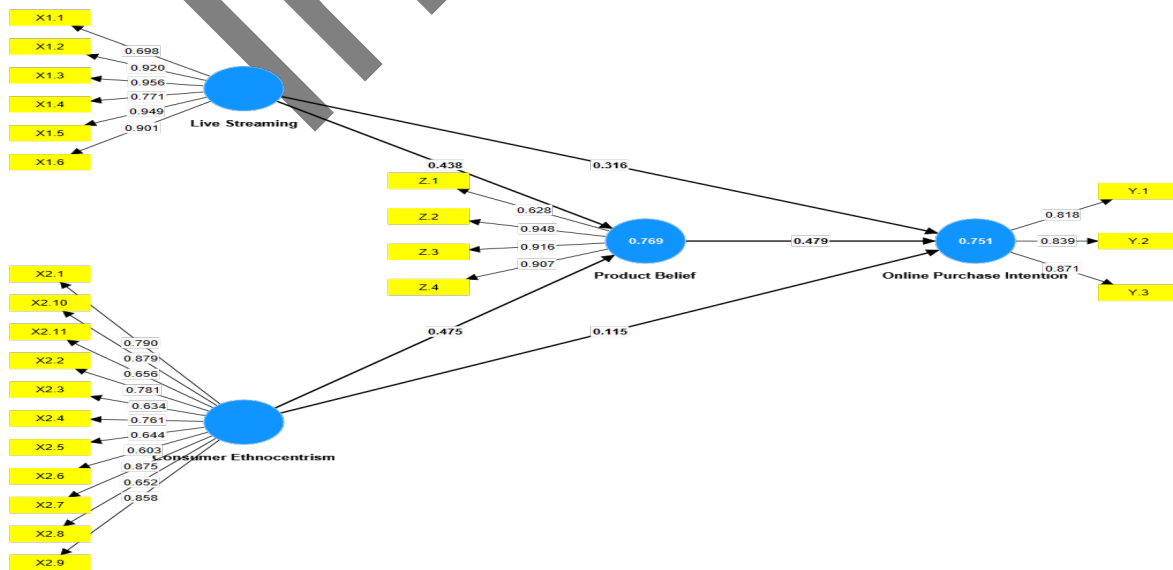 X1.1
X1.2
X1.3
X1.4
X1.5
X1.6
0.698
0.920
0.956
0.771
0.949
0.901
Live Streaming
0.438
0.316
Z.1
Z.2
Z.3
Z.4
0.628
0.948
0.916
0.907
0.769
Product Belief
0.479
0.751
Online Purchase Intention
0.818
0.839
0.871
Y.1
Y.2
Y.3
X2.1
X2.10
X2.11
X2.2
X2.3
X2.4
X2.5
X2.6
X2.7
X2.8
X2.9
0.790
0.879
0.656
0.781
0.634
0.761
0.644
0.603
0.875
0.652
0.858
Consumer Ethnocentrism
0.475
0.115